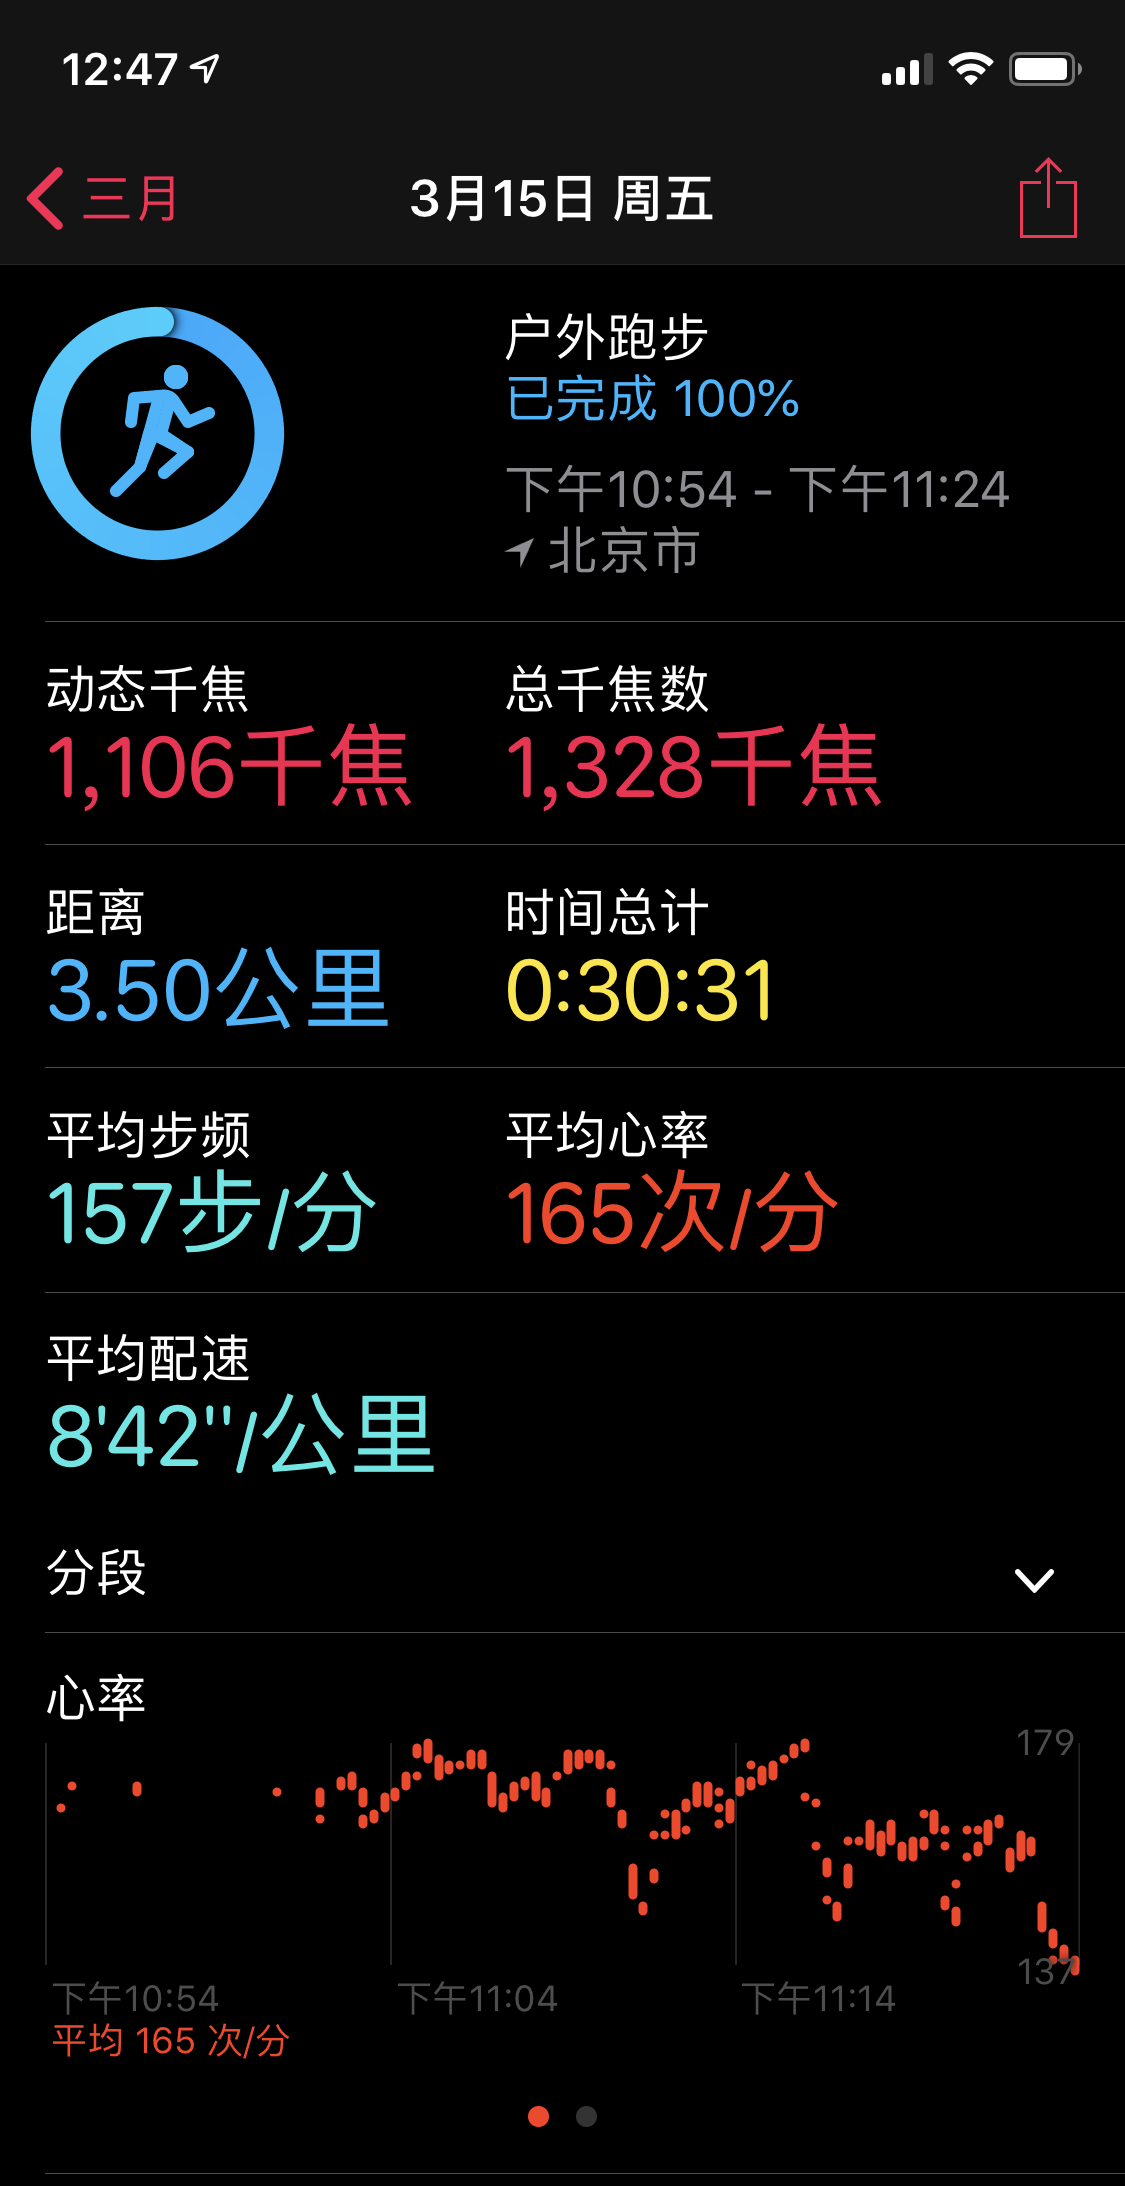 12:47
三月
3月15日 周五
户外跑步
已完成 100%
下午10:54 - 下午11:24
北京市
动态千焦
总千焦数
1,106千焦
1,328千焦
距离
时间总计
3.50公里
0:30:31
平均步频
平均心率
157步/分
165次/分
平均配速
8'42"/公里
分段
心率
179
137
下午10:54
下午11:04
下午11:14
平均 165 次/分